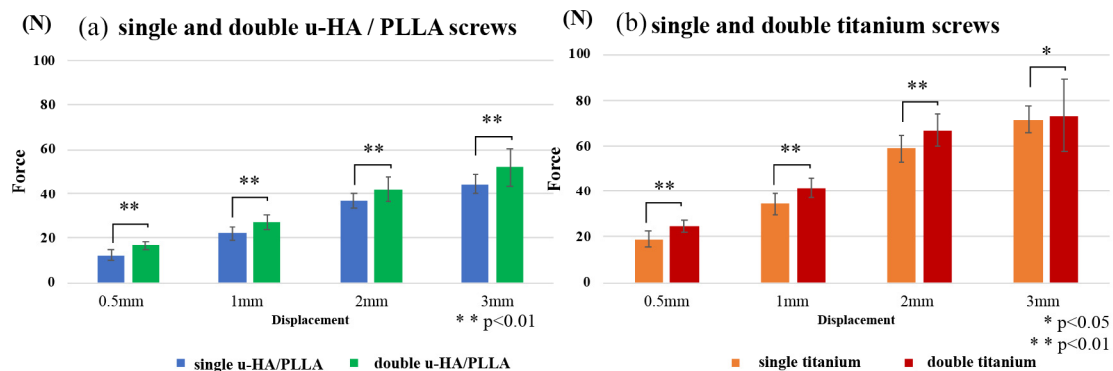 (N) (a) single and double u-HA / PLLA screws
100
80
60
40
20
0
Force
**
**
**
**
0.5mm 1mm 2mm 3mm
Displacement
* * p<0.01
single u-HA/PLLA double u-HA/PLLA
(N) (b) single and double titanium screws
100
80
60
40
20
0
Force
**
**
**
*
0.5mm 1mm 2mm 3mm
Displacement
* p<0.05
* * p<0.01
single titanium double titanium